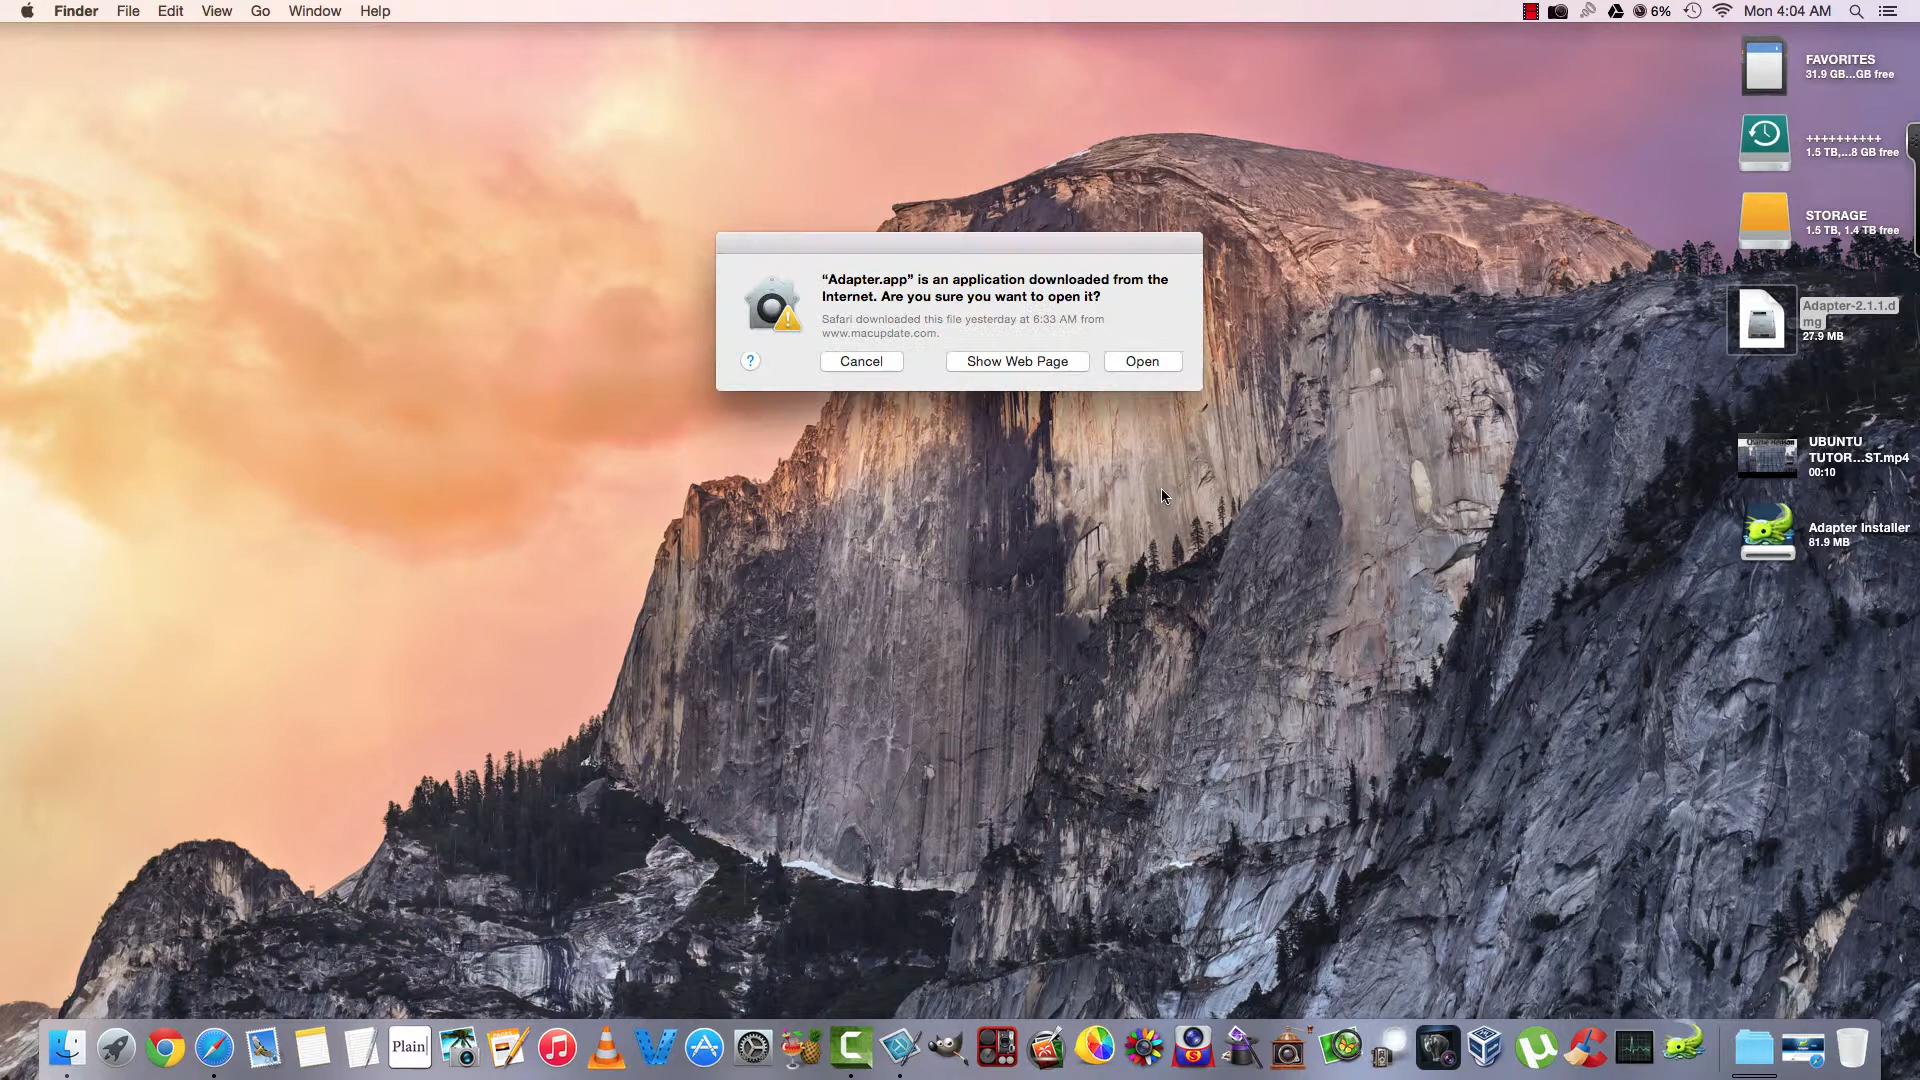 Finder File Edit View Go Window Help
6% Mon 4:04 AM
FAVORITES
31.9 GB...GB free
++++++++++
1.5 TB,...8 GB free
STORAGE
1.5 TB, 1.4 TB free
“Adapter.app” is an application downloaded from the
Internet. Are you sure you want to open it?
Safari downloaded this file yesterday at 6:33 AM from
www.macupdate.com.
? Cancel Show Web Page Open
Adapter-2.1.1.d
mg
27.9 MB
UBUNTU
TUTOR...ST.mp4
00:10
Adapter Installer
81.9 MB
PAGES
Plain